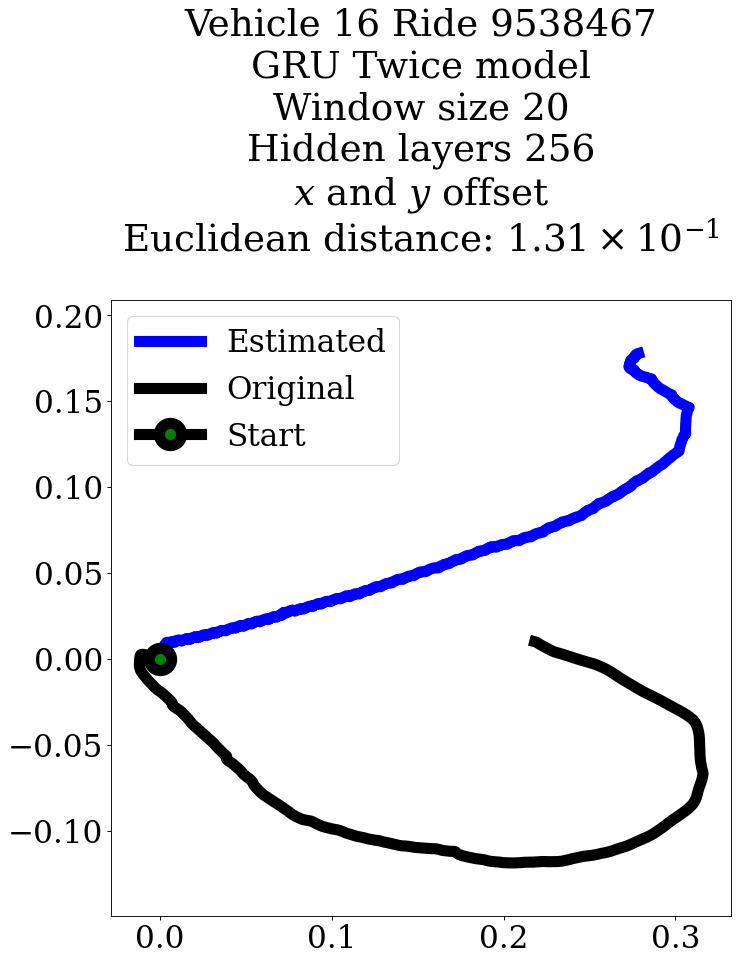 Vehicle 16 Ride 9538467
GRU Twice model
Window size 20
Hidden layers 256
x and y offset
Euclidean distance: 1.31 × 10⁻¹
Estimated
Original
Start
0.20
0.15
0.10
0.05
0.00
−0.05
−0.10
0.0 0.1 0.2 0.3